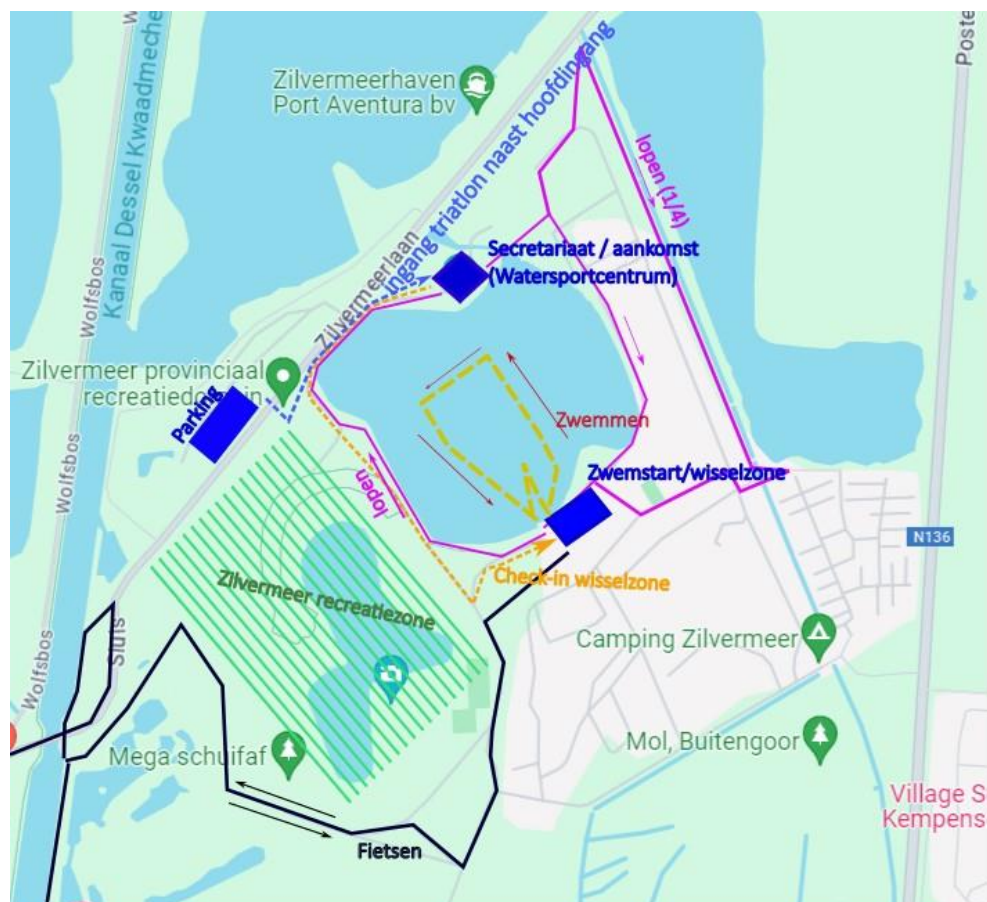 Poste
Zilvermeerhaven
Port Aventura bv
Kanaal Dessel Kwaadmeche
Wolfsbos
ingang triatlon naast hoofdingang
lopen (1/4)
Zilvermeerlaan
Secretariaat / aankomst
(Watersportcentrum)
Zilvermeer provinciaal
Parking
Zwemmen
Zwemstart/wisselzone
lopen
Wolfsbos
N136
Check-in wisselzone
Zilvermeer recreatiezone
Camping Zilvermeer
Sluis
Wolfsbos
Mega schuifaf
Mol, Buitengoor
Village S
Kempens
Fietsen